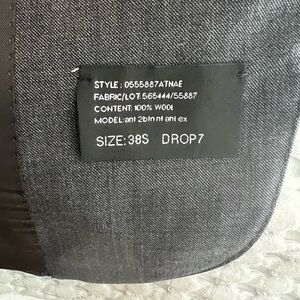 STYLE: 0555887ATNAE
FABRIC/LOT: 565444/55887
CONTENT: 100% WOOL
MODEL: ant 2btn nt ant ex
SIZE: 38S DROP7